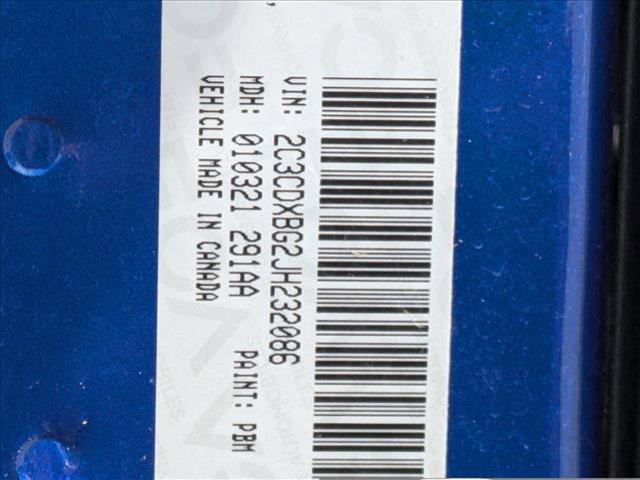 VIN: 2C3CDXBG2JH232086
MDH: 010321 291AA PAINT: PBM
VEHICLE MADE IN CANADA